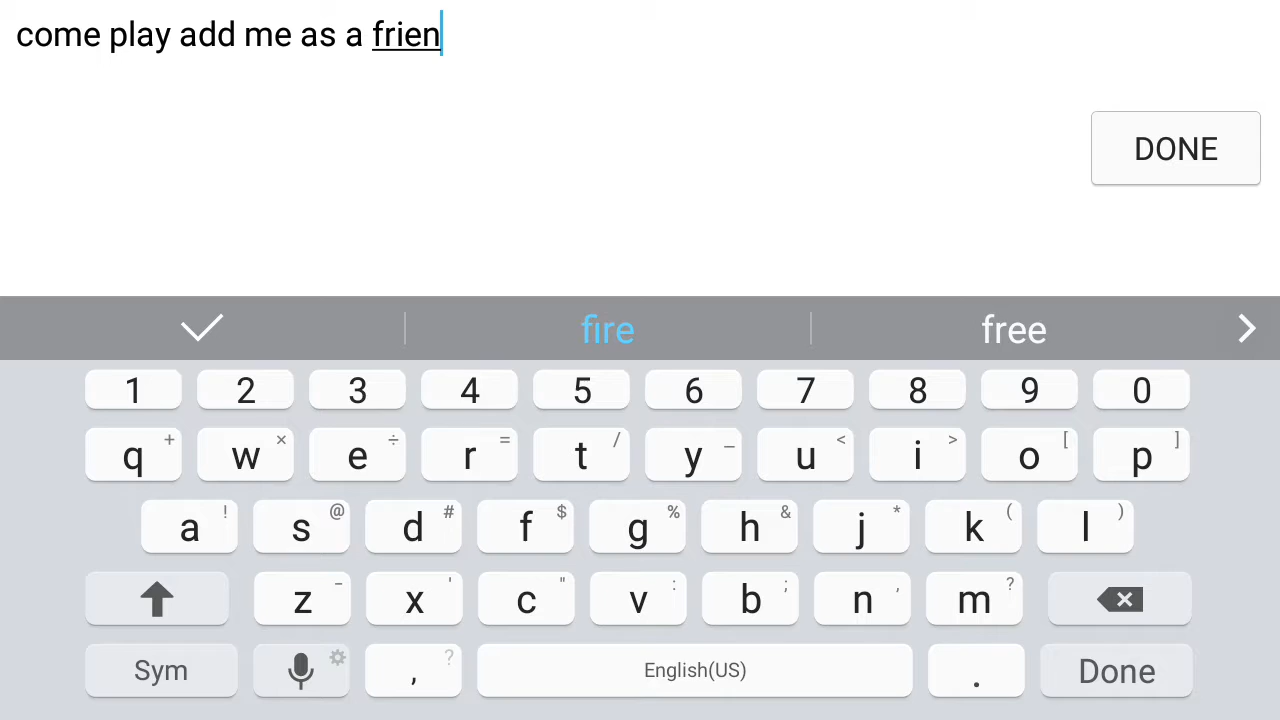 come play add me as a frien
DONE
fire free
1 2 3 4 5 6 7 8 9 0
q + w × e ÷ r = t / y _ u < i > o [ p ]
a ! s @ d # f $ g % h & j * k ( l )
z - x ' c " v : b ; n , m ?
Sym , ? English(US) . Done